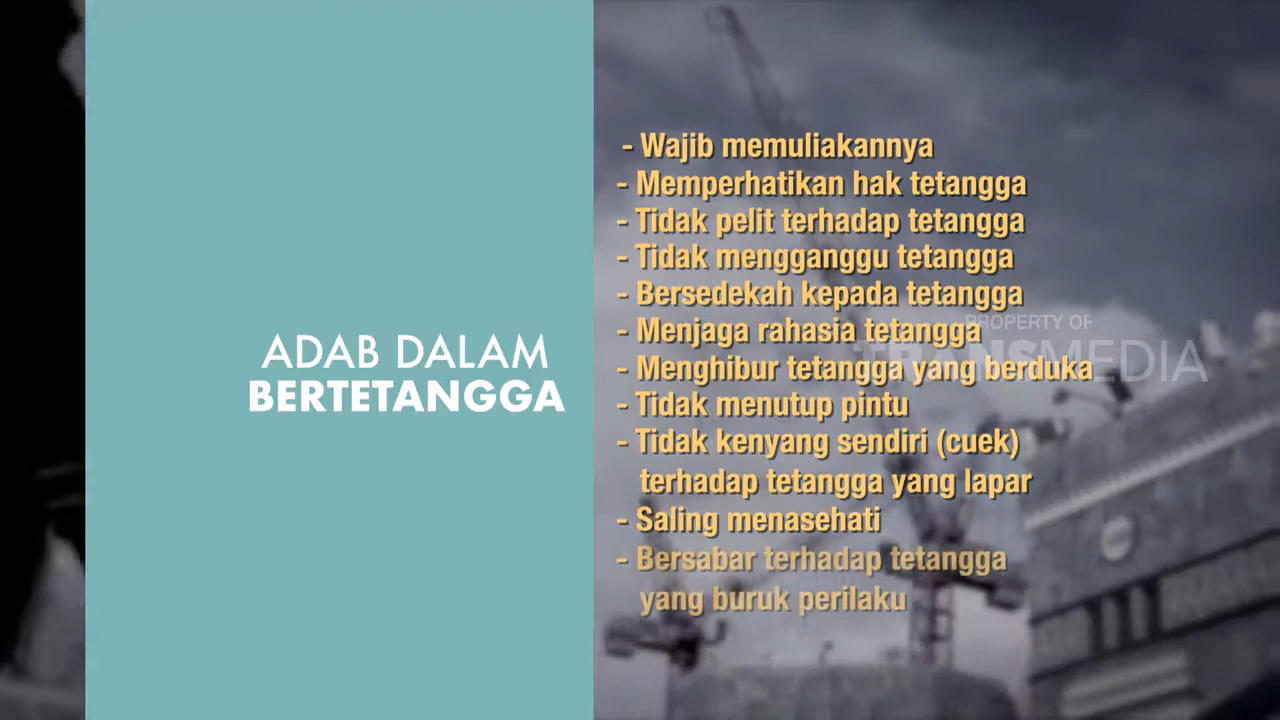 ADAB DALAM
BERTETANGGA
- Wajib memuliakannya
- Memperhatikan hak tetangga
- Tidak pelit terhadap tetangga
- Tidak mengganggu tetangga
- Bersedekah kepada tetangga
- Menjaga rahasia tetangga
- Menghibur tetangga yang berduka
- Tidak menutup pintu
- Tidak kenyang sendiri (cuek)
terhadap tetangga yang lapar
- Saling menasehati
- Bersabar terhadap tetangga
yang buruk perilaku
PROPERTY OF
TRANSMEDIA